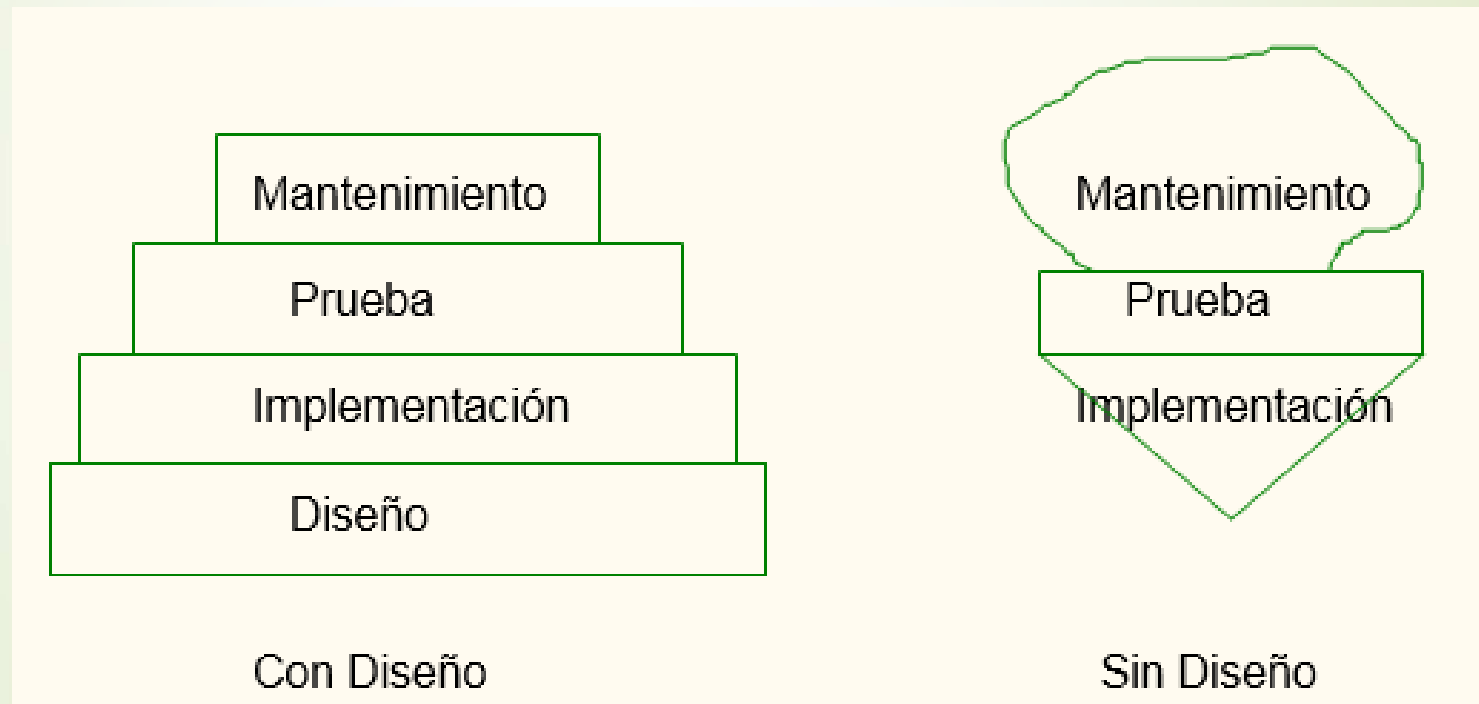 Mantenimiento
Prueba
Implementación
Diseño
Con Diseño
Mantenimiento
Prueba
Implementación
Sin Diseño